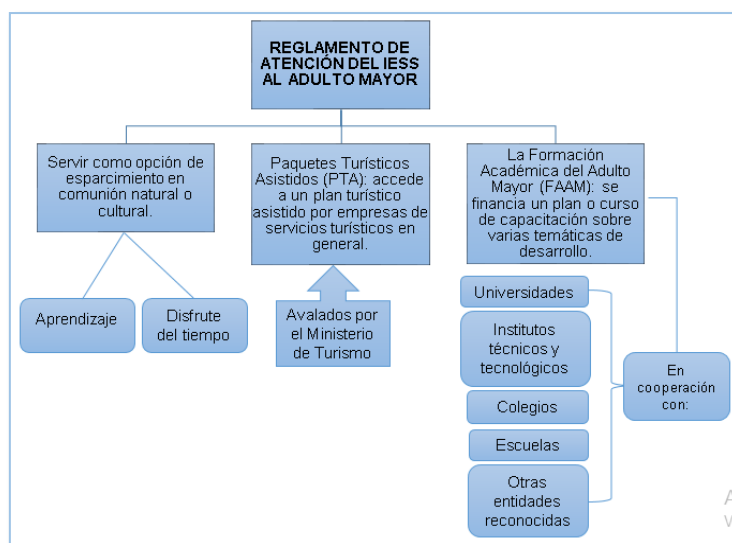 REGLAMENTO DE
ATENCIÓN DEL IESS
AL ADULTO MAYOR
Servir como opción de
esparcimiento en
comunión natural o
cultural.
Paquetes Turísticos
Asistidos (PTA): accede
a un plan turístico
asistido por empresas de
servicios turísticos en
general.
La Formación
Académica del Adulto
Mayor (FAAM): se
financia un plan o curso
de capacitación sobre
varias temáticas de
desarrollo.
Aprendizaje
Disfrute
del tiempo
Avalados por
el Ministerio
de Turismo
Universidades
Institutos
técnicos y
tecnológicos
Colegios
Escuelas
Otras
entidades
reconocidas
En
cooperación
con: